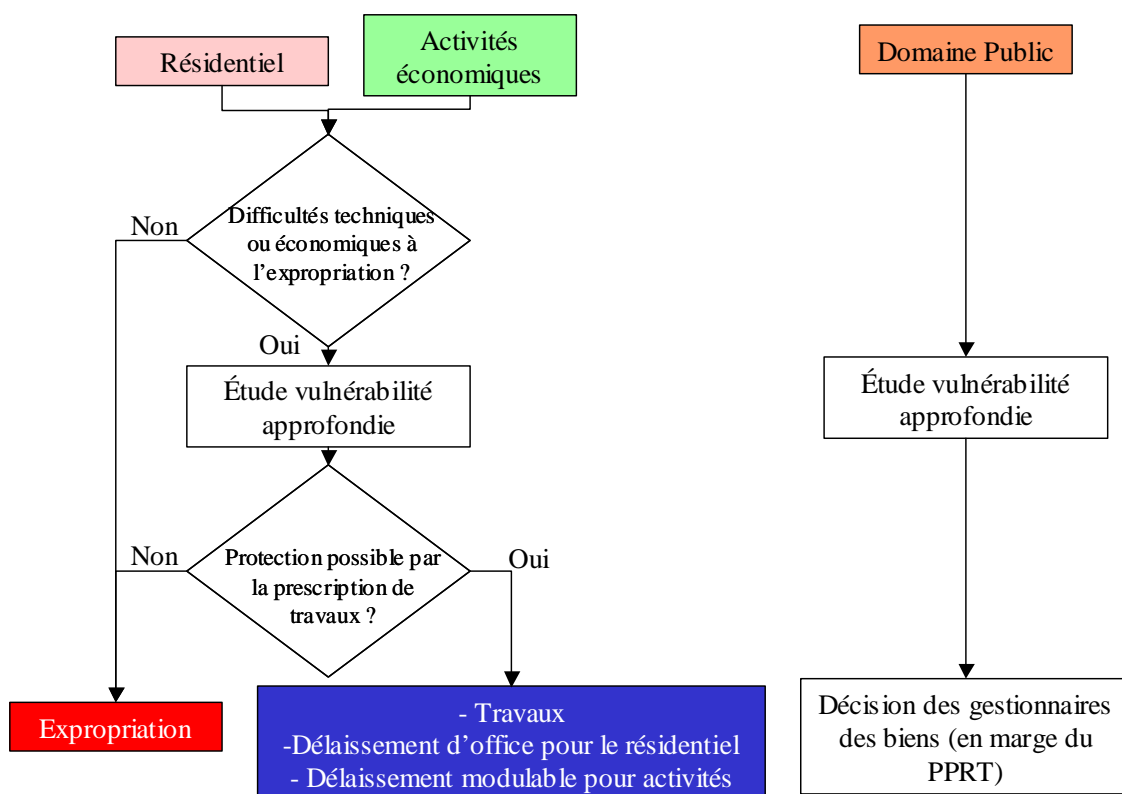 Résidentiel
Activités
économiques
Domaine Public
Non
Difficultés techniques
ou économiques à
l’expropriation ?
Oui
Étude vulnérabilité
approfondie
Étude vulnérabilité
approfondie
Non
Protection possible par
la prescription de
travaux ?
Oui
Expropriation
- Travaux
-Délaissement d’office pour le résidentiel
- Délaissement modulable pour activités
Décision des gestionnaires
des biens (en marge du
PPRT)